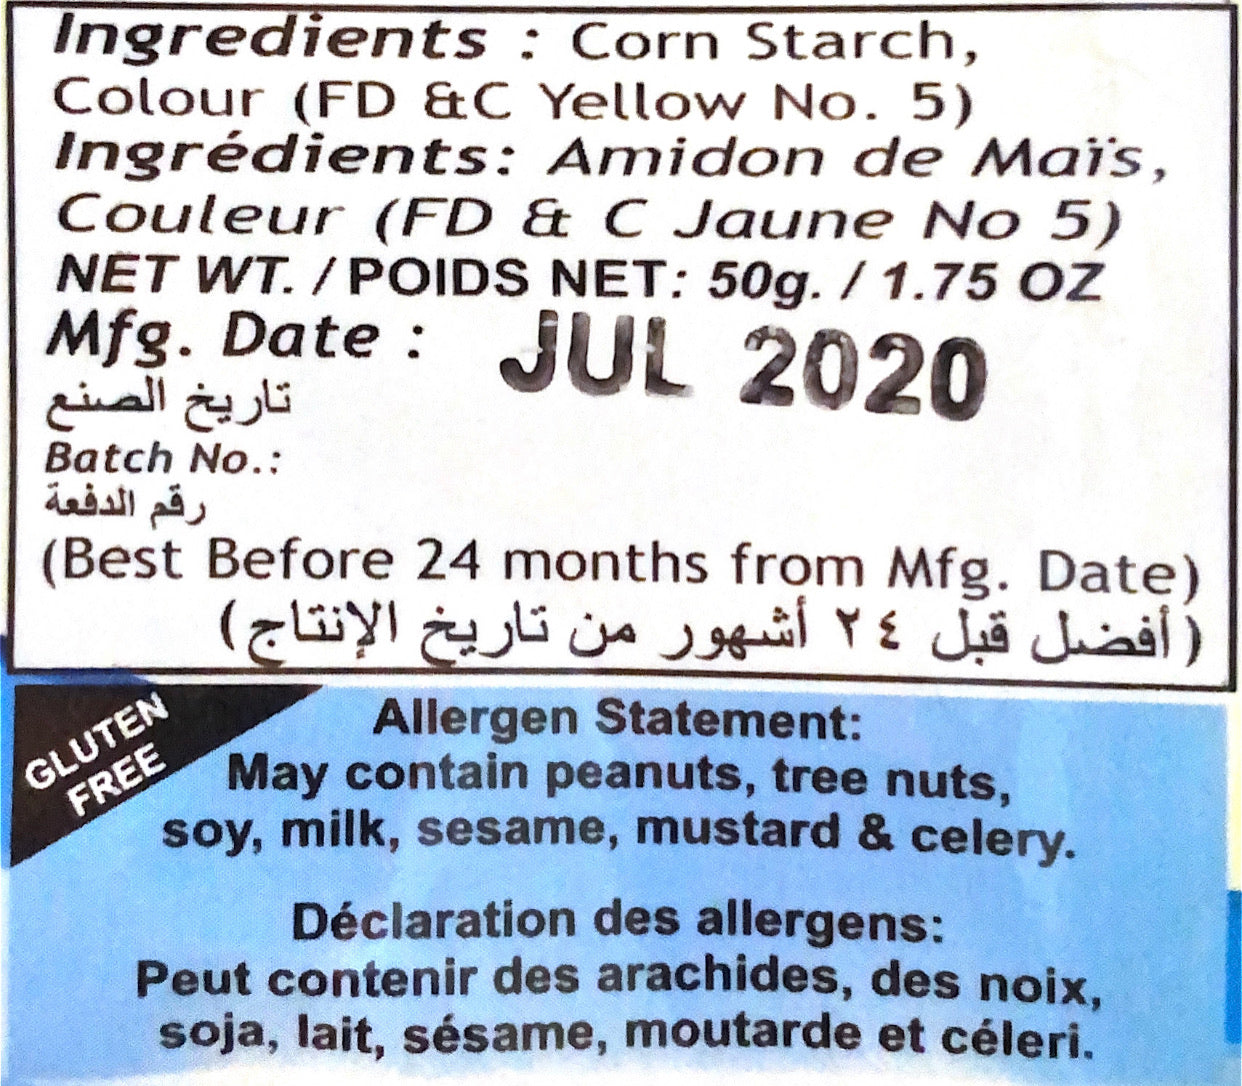 Ingredients : Corn Starch,
Colour (FD &C Yellow No. 5)
Ingrédients: Amidon de Maïs,
Couleur (FD & C Jaune No 5)
NET WT. / POIDS NET: 50g. / 1.75 OZ
Mfg. Date : JUL 2020
تاريخ الصنع
Batch No.:
رقم الدفعة
(Best Before 24 months from Mfg. Date)
(أفضل قبل ٢٤ أشهور من تاريخ الإنتاج)
GLUTEN
FREE
Allergen Statement:
May contain peanuts, tree nuts,
soy, milk, sesame, mustard & celery.
Déclaration des allergens:
Peut contenir des arachides, des noix,
soja, lait, sésame, moutarde et céleri.